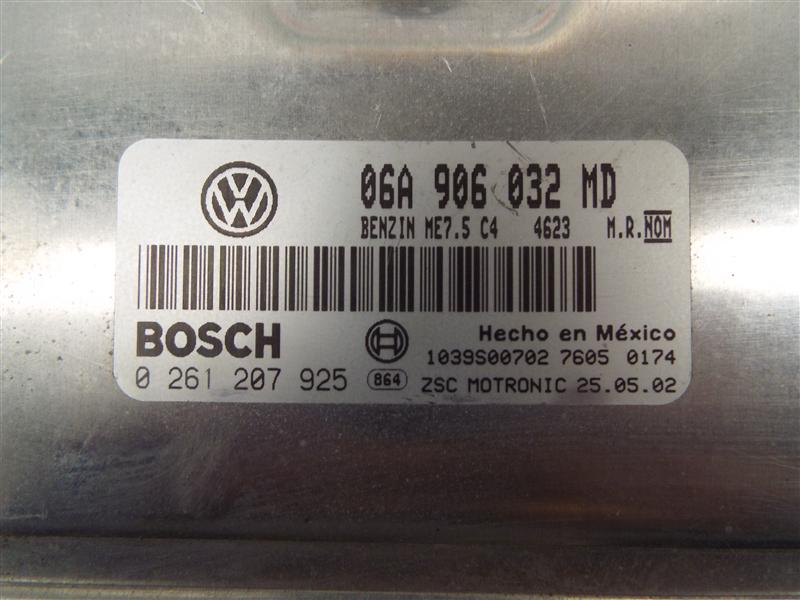 06A 906 032 MD
BENZIN ME7.5 C4 4623 M.R.NOM
BOSCH
Hecho en México
1039S00702 7605 0174
0 261 207 925 864 ZSC MOTRONIC 25.05.02